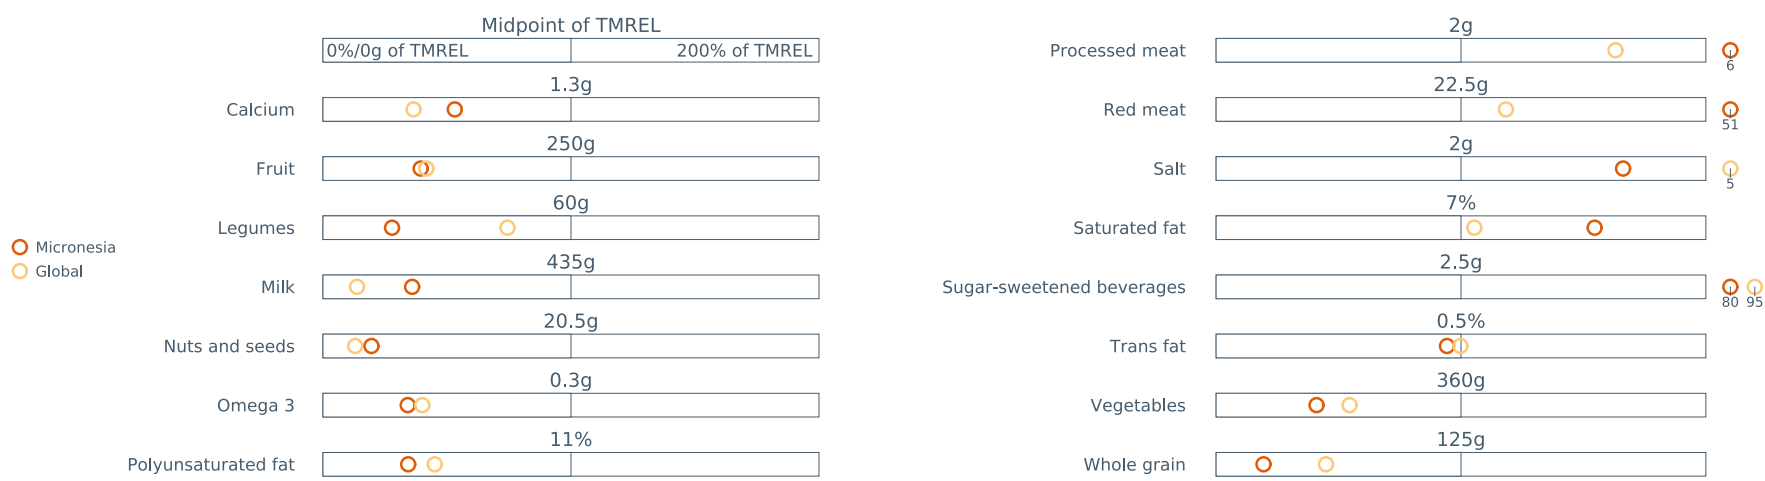 Midpoint of TMREL
0%/0g of TMREL 200% of TMREL
1.3g
Calcium
250g
Fruit
60g
Legumes
Micronesia
Global
435g
Milk
20.5g
Nuts and seeds
0.3g
Omega 3
11%
Polyunsaturated fat
2g
Processed meat
6
22.5g
Red meat
51
2g
Salt
5
7%
Saturated fat
2.5g
Sugar-sweetened beverages
80 95
0.5%
Trans fat
360g
Vegetables
125g
Whole grain